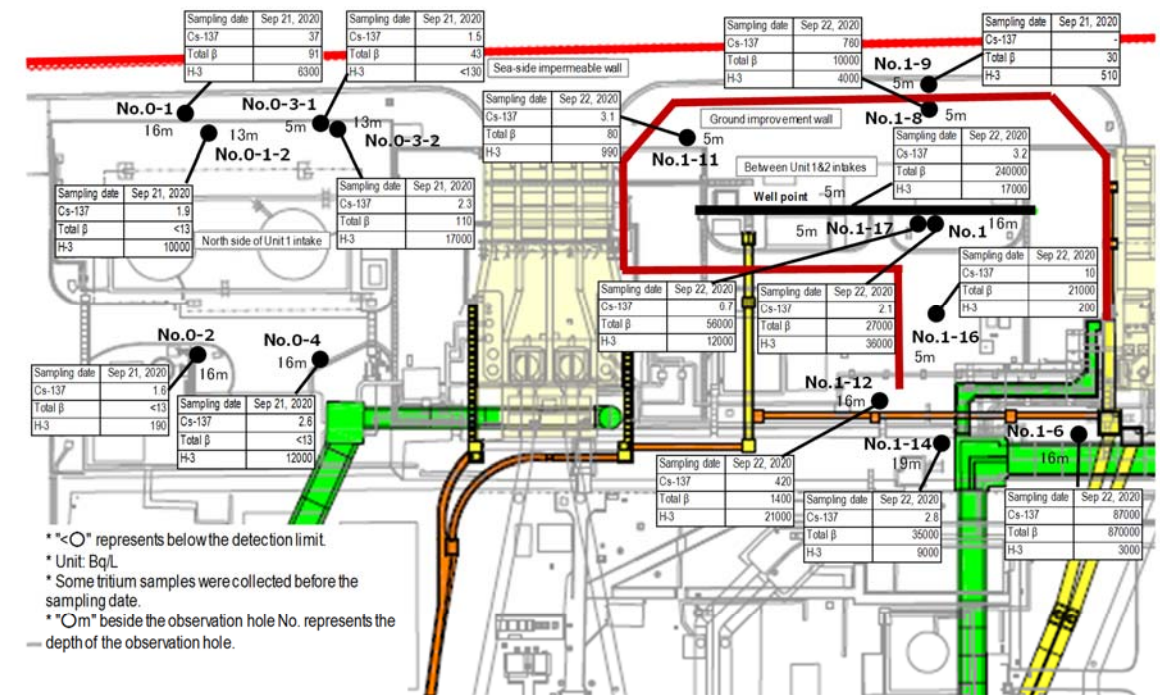 Sampling date Sep 21, 2020
Cs-137 37
Total β 91
H-3 6300
Sampling date Sep 21, 2020
Cs-137 1.5
Total β 43
H-3 <130
Sea-side impermeable wall
Sampling date Sep 22, 2020
Cs-137 760
Total β 10000
H-3 4000
Sampling date Sep 21, 2020
Cs-137 -
Total β 30
H-3 510
No.0-1
16m
No.0-3-1
5m
13m
No.0-3-2
13m
No.0-1-2
Sampling date Sep 22, 2020
Cs-137 3.1
Total β 80
H-3 990
5m
No.1-11
No.1-9
5m
No.1-8
5m
Ground improvement wall
Between Unit 1&2 intakes
Sampling date Sep 22, 2020
Cs-137 3.2
Total β 240000
H-3 17000
Well point
5m
5m
No.1-17
No.1
16m
Sampling date Sep 21, 2020
Cs-137 1.9
Total β <13
H-3 10000
North side of Unit 1 intake
Sampling date Sep 21, 2020
Cs-137 2.3
Total β 110
H-3 17000
Sampling date Sep 22, 2020
Cs-137 10
Total β 21000
H-3 200
No.1-16
5m
Sampling date Sep 22, 2020
Cs-137 0.7
Total β 56000
H-3 12000
Sampling date Sep 22, 2020
Cs-137 2.1
Total β 27000
H-3 36000
No.0-2
16m
No.0-4
16m
Sampling date Sep 21, 2020
Cs-137 1.6
Total β <13
H-3 190
Sampling date Sep 21, 2020
Cs-137 2.6
Total β <13
H-3 12000
No.1-12
16m
No.1-14
19m
No.1-6
16m
Sampling date Sep 22, 2020
Cs-137 420
Total β 1400
H-3 21000
Sampling date Sep 22, 2020
Cs-137 2.8
Total β 35000
H-3 9000
Sampling date Sep 22, 2020
Cs-137 87000
Total β 870000
H-3 3000
* "<○" represents below the detection limit.
* Unit: Bq/L
* Some tritium samples were collected before the
sampling date.
* "○m" beside the observation hole No. represents the
depth of the observation hole.